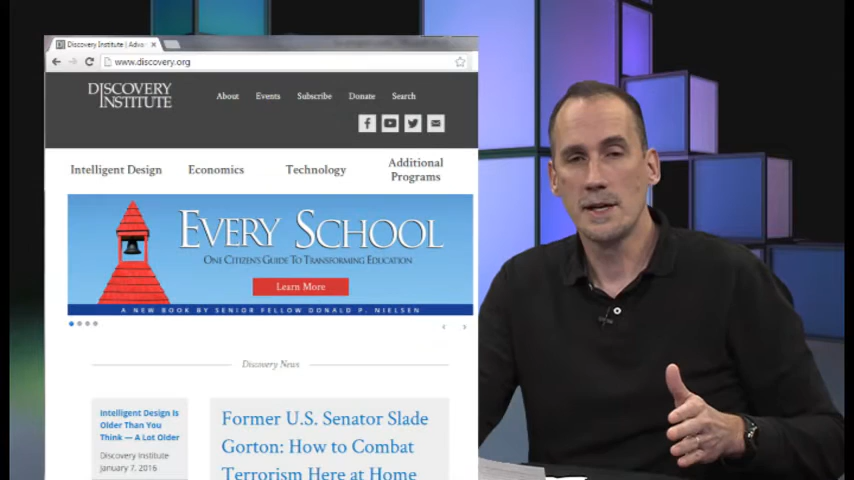 Discovery Institute | Adva
www.discovery.org
DISCOVERY
INSTITUTE
About Events Subscribe Donate Search
Intelligent Design Economics Technology Additional
Programs
EVERY SCHOOL
ONE CITIZEN'S GUIDE TO TRANSFORMING EDUCATION
Learn More
A NEW BOOK BY SENIOR FELLOW DONALD P. NIELSEN
Discovery News
Intelligent Design Is
Older Than You
Think — A Lot Older
Discovery Institute
January 7, 2016
Former U.S. Senator Slade
Gorton: How to Combat
Terrorism Here at Home